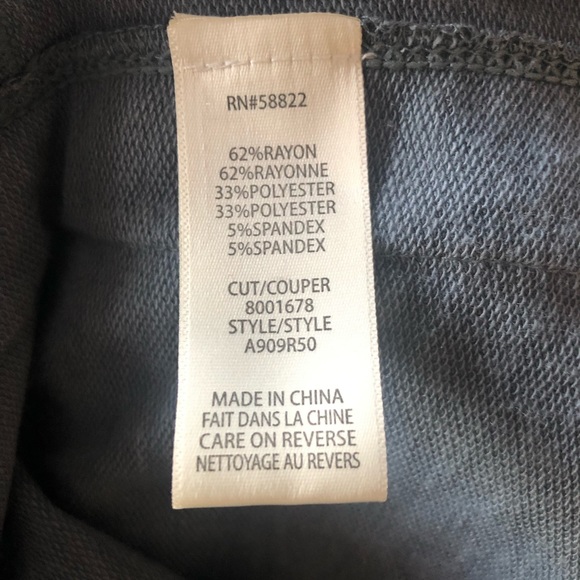 RN#58822
62%RAYON
62%RAYONNE
33%POLYESTER
33%POLYESTER
5%SPANDEX
5%SPANDEX
CUT/COUPER
8001678
STYLE/STYLE
A909R50
MADE IN CHINA
FAIT DANS LA CHINE
CARE ON REVERSE
NETTOYAGE AU REVERS